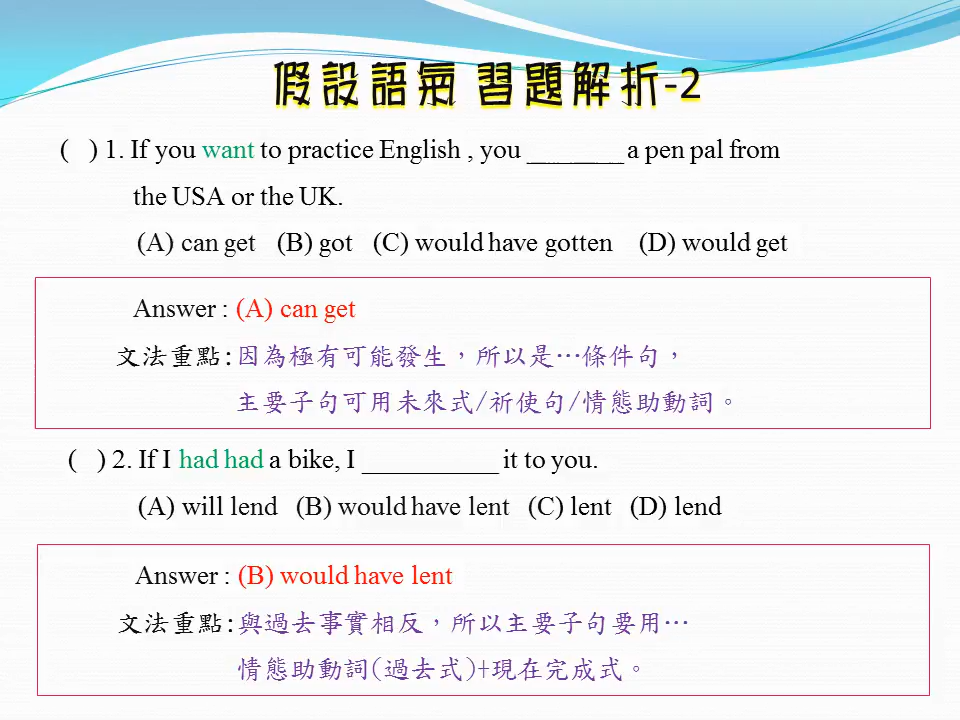 假設語氣 習題解折-2
(   ) 1. If you want to practice English , you _______ a pen pal from
the USA or the UK.
(A) can get   (B) got   (C) would have gotten   (D) would get
Answer : (A) can get
文法重點:因為極有可能發生，所以是…條件句，
主要子句可用未來式/祈使句/情態助動詞。
(   ) 2. If I had had a bike, I __________ it to you.
(A) will lend   (B) would have lent   (C) lent   (D) lend
Answer : (B) would have lent
文法重點:與過去事實相反，所以主要子句要用…
情態助動詞(過去式)+現在完成式。